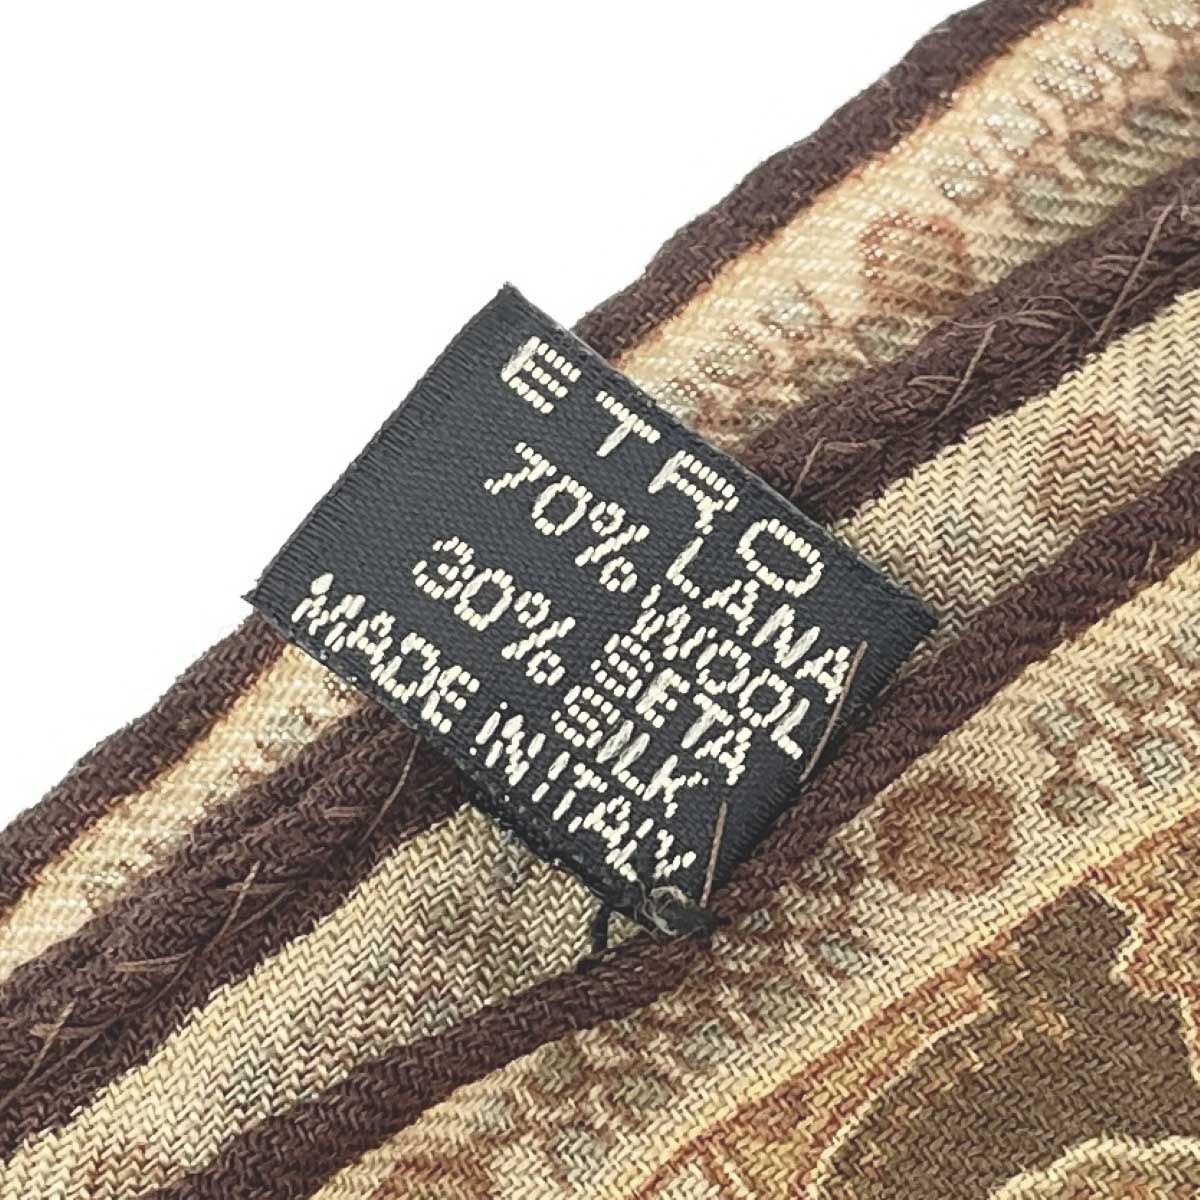 ETRO
70% LANA
WOOL
30% SETA
SILK
MADE IN ITALY